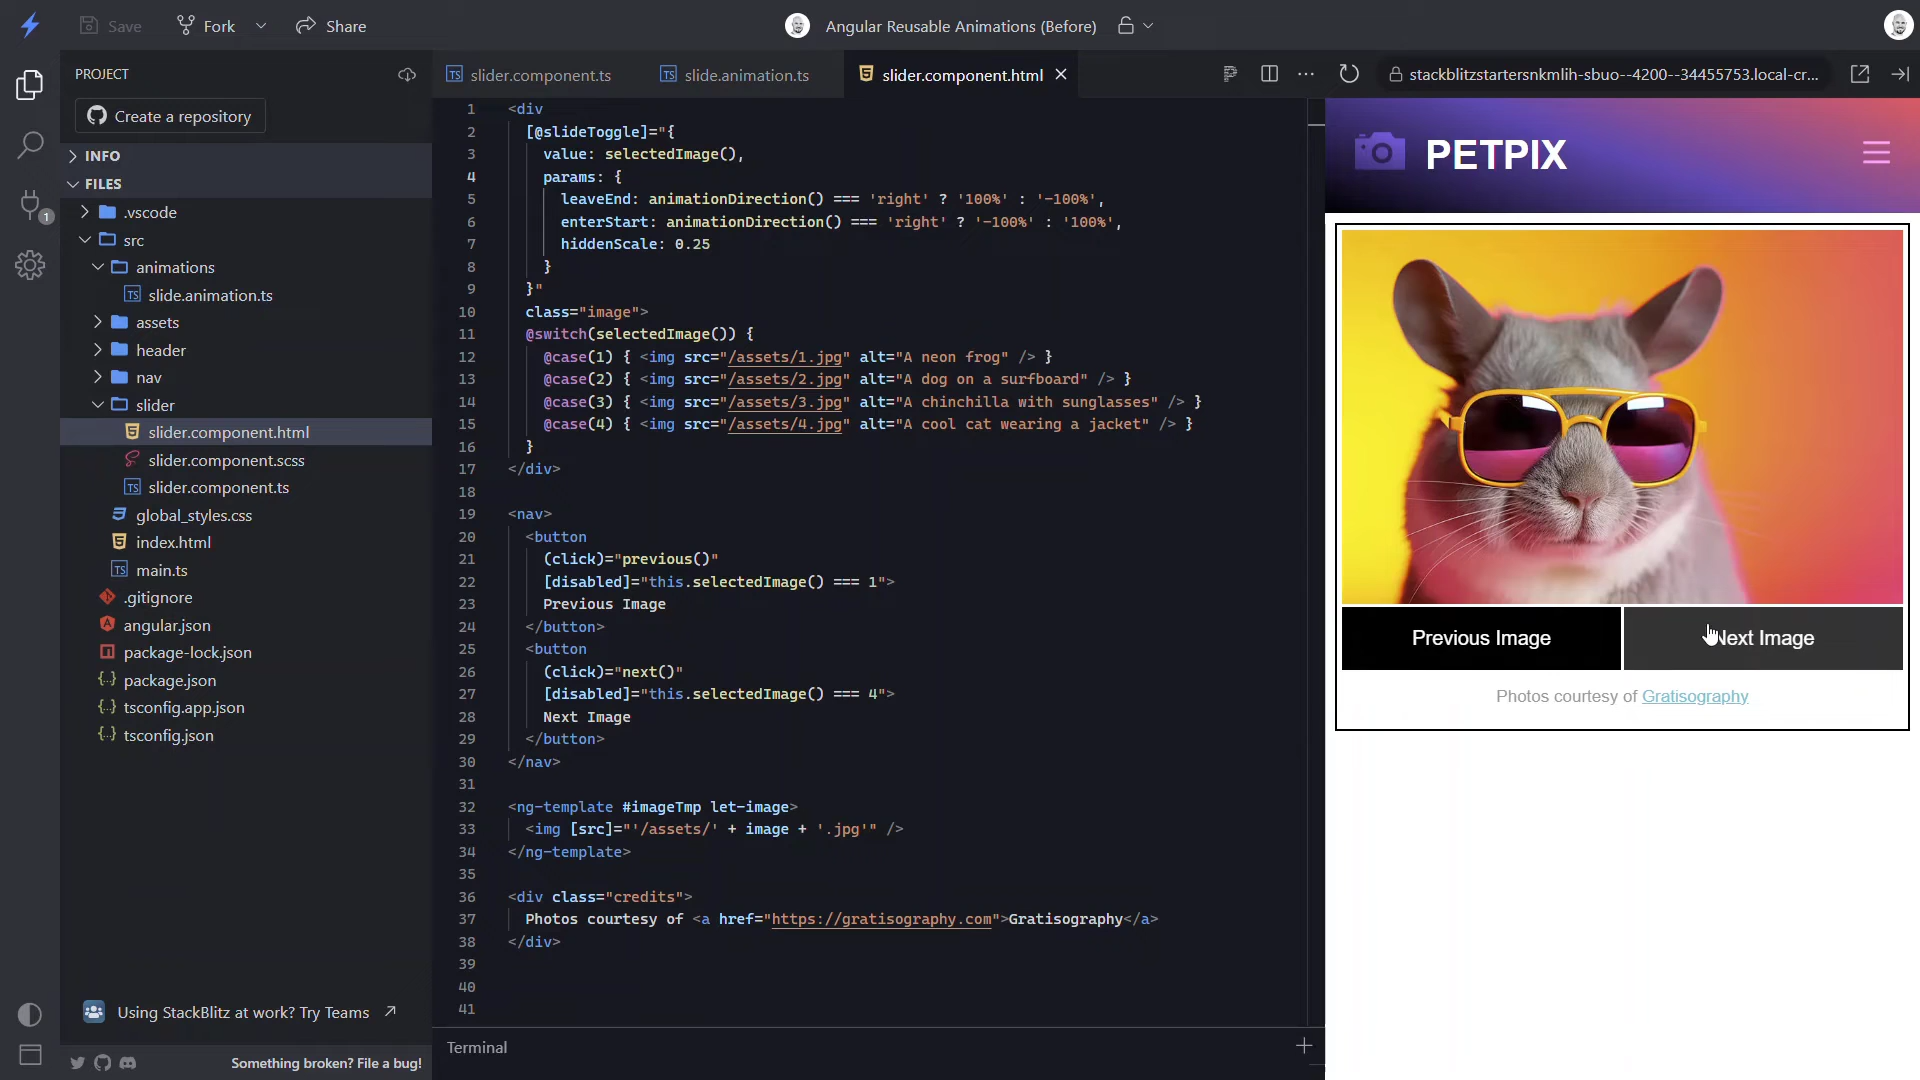 Save
Fork
Share
Angular Reusable Animations (Before)
PROJECT
Create a repository
INFO
FILES
.vscode
src
animations
slide.animation.ts
assets
header
nav
slider
slider.component.html
slider.component.scss
slider.component.ts
global_styles.css
index.html
main.ts
.gitignore
angular.json
package-lock.json
package.json
tsconfig.app.json
tsconfig.json
Using StackBlitz at work? Try Teams
Something broken? File a bug!
1
slider.component.ts
slide.animation.ts
slider.component.html
1 <div
2 [@slideToggle]="{
3 value: selectedImage(),
4 params: {
5 leaveEnd: animationDirection() === 'right' ? '100%' : '-100%',
6 enterStart: animationDirection() === 'right' ? '-100%' : '100%',
7 hiddenScale: 0.25
8 }
9 }"
10 class="image">
11 @switch(selectedImage()) {
12 @case(1) { <img src="/assets/1.jpg" alt="A neon frog" /> }
13 @case(2) { <img src="/assets/2.jpg" alt="A dog on a surfboard" /> }
14 @case(3) { <img src="/assets/3.jpg" alt="A chinchilla with sunglasses" /> }
15 @case(4) { <img src="/assets/4.jpg" alt="A cool cat wearing a jacket" /> }
16 }
17 </div>
18
19 <nav>
20 <button
21 (click)="previous()"
22 [disabled]="this.selectedImage() === 1">
23 Previous Image
24 </button>
25 <button
26 (click)="next()"
27 [disabled]="this.selectedImage() === 4">
28 Next Image
29 </button>
30 </nav>
31
32 <ng-template #imageTmp let-image>
33 <img [src]="'/assets/' + image + '.jpg'" />
34 </ng-template>
35
36 <div class="credits">
37 Photos courtesy of <a href="https://gratisography.com">Gratisography</a>
38 </div>
39
40
41
Terminal
stackblitzstartersnkmlih-sbuo--4200--34455753.local-cr...
PETPIX
Previous Image
Next Image
Photos courtesy of Gratisography